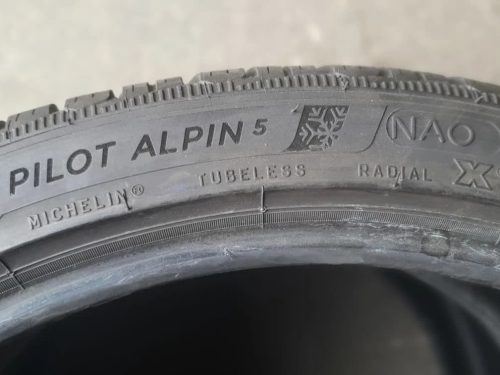 PILOT ALPIN 5 NAO
MICHELIN® TUBELESS RADIAL X